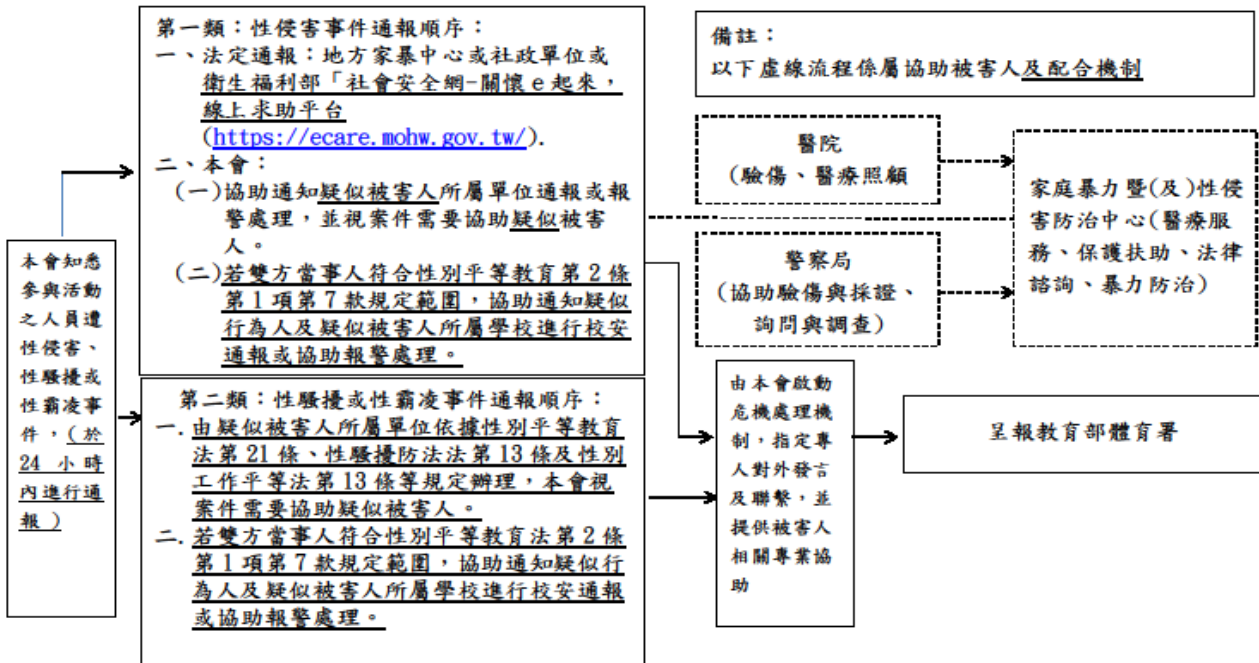 本會知悉
參與活動
之人員遭
性侵害、
性騷擾或
性霸凌事
件，（於
24 小時
內進行通
報）
第一類：性侵害事件通報順序：
一、法定通報：地方家暴中心或社政單位或
衛生福利部「社會安全網-關懷 e 起來，
線上求助平台
(https://ecare.mohw.gov.tw/).
二、本會：
(一)協助通知疑似被害人所屬單位通報或報
警處理，並視案件需要協助疑似被害
人。
(二)若雙方當事人符合性別平等教育第 2 條
第 1 項第 7 款規定範圍，協助通知疑似
行為人及疑似被害人所屬學校進行校安
通報或協助報警處理。
第二類：性騷擾或性霸凌事件通報順序：
一. 由疑似被害人所屬單位依據性別平等教育
法第 21 條、性騷擾防法法第 13 條及性別
工作平等法第 13 條等規定辦理，本會視
案件需要協助疑似被害人。
二. 若雙方當事人符合性別平等教育法第 2 條
第 1 項第 7 款規定範圍，協助通知疑似行
為人及疑似被害人所屬學校進行校安通報
或協助報警處理。
備註：
以下虛線流程係屬協助被害人及配合機制
醫院
(驗傷、醫療照顧
警察局
(協助驗傷與採證、
詢問與調查)
家庭暴力暨(及)性侵
害防治中心(醫療服
務、保護扶助、法律
諮詢、暴力防治)
由本會啟動
危機處理機
制，指定專
人對外發言
及聯繫，並
提供被害人
相關專業協
助
呈報教育部體育署